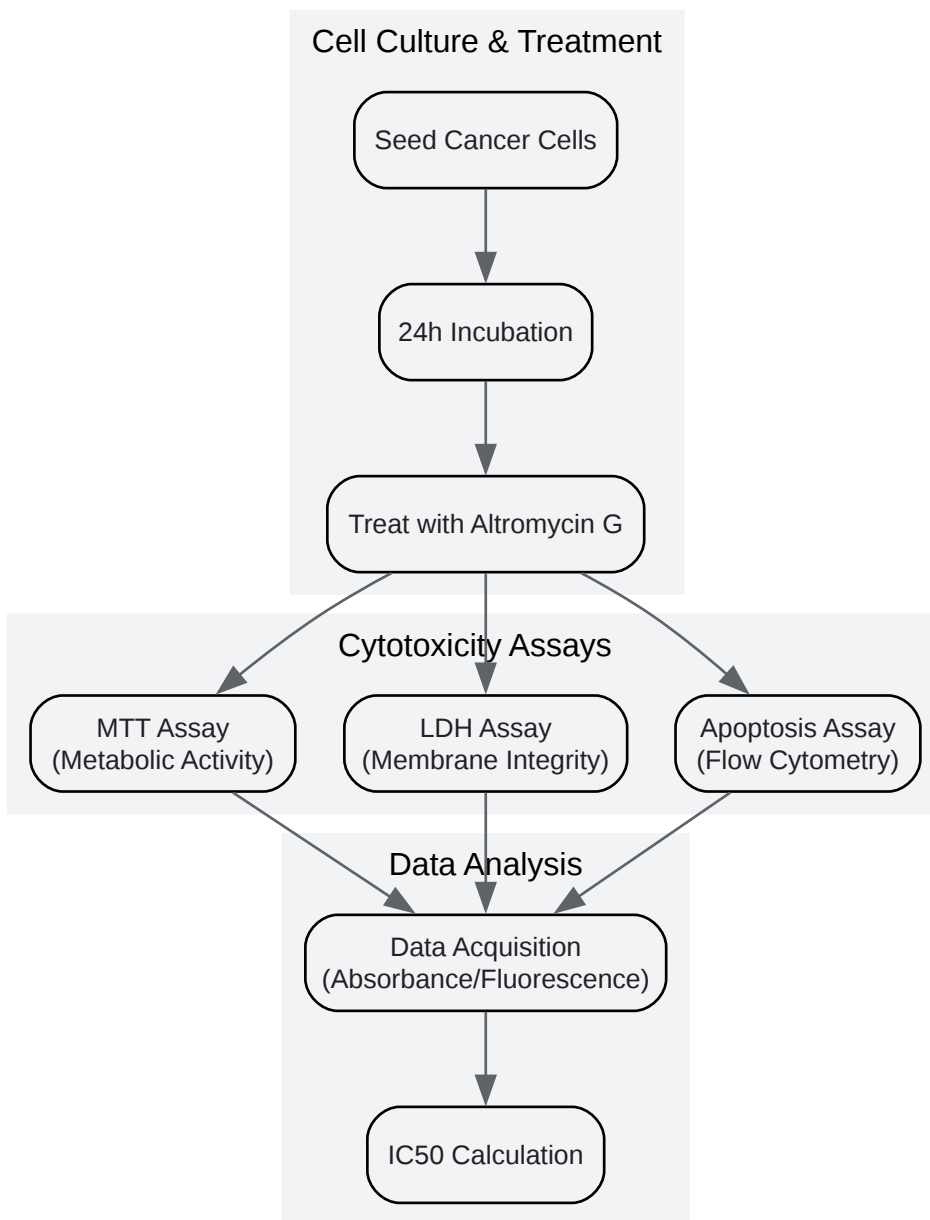 Cell Culture & Treatment
Seed Cancer Cells
24h Incubation
Treat with Altromycin G
Cytotoxicity Assays
MTT Assay
(Metabolic Activity)
LDH Assay
(Membrane Integrity)
Apoptosis Assay
(Flow Cytometry)
Data Analysis
Data Acquisition
(Absorbance/Fluorescence)
IC50 Calculation